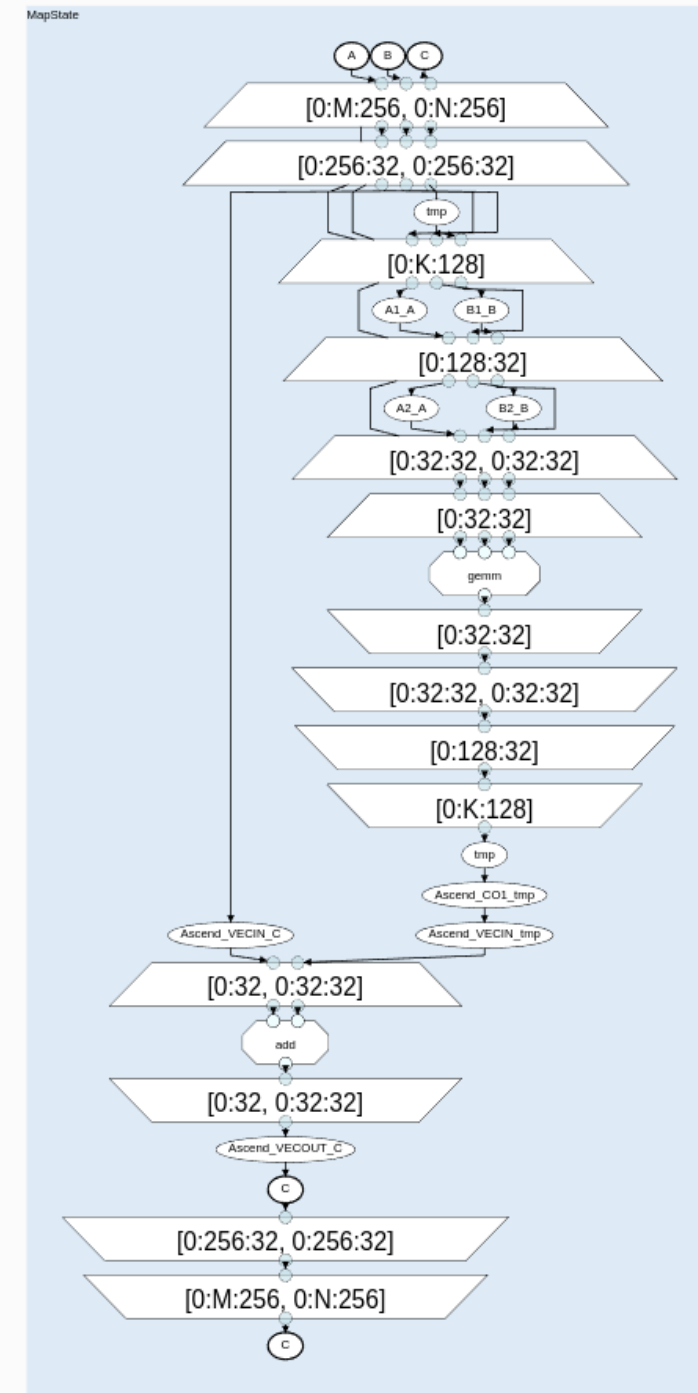 MapState
A B C
[0:M:256, 0:N:256]
[0:256:32, 0:256:32]
tmp
[0:K:128]
A1_A B1_B
[0:128:32]
A2_A B2_B
[0:32:32, 0:32:32]
[0:32:32]
gemm
[0:32:32]
[0:32:32, 0:32:32]
[0:128:32]
[0:K:128]
tmp
Ascend_CO1_tmp
Ascend_VECIN_C Ascend_VECIN_tmp
[0:32, 0:32:32]
add
[0:32, 0:32:32]
Ascend_VECOUT_C
C
[0:256:32, 0:256:32]
[0:M:256, 0:N:256]
C